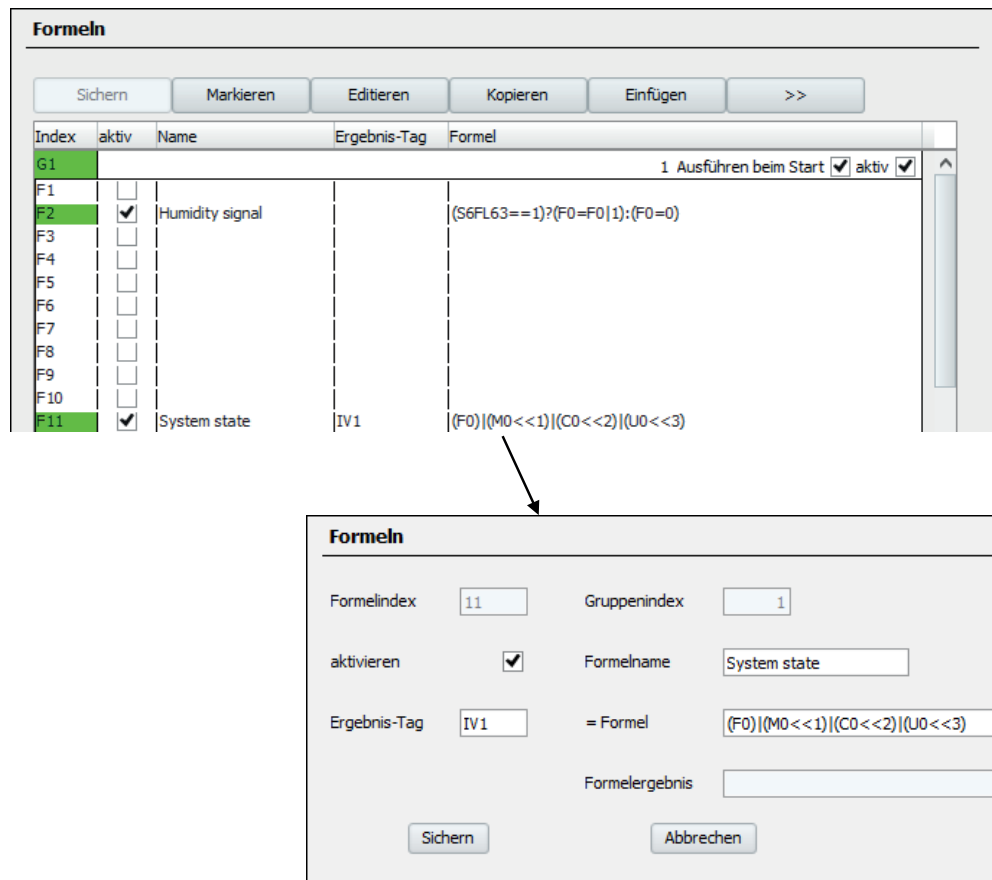 Formeln
Sichern Markieren Editieren Kopieren Einfügen >>
Index aktiv Name Ergebnis-Tag Formel
G1 1 Ausführen beim Start aktiv
F1
F2 Humidity signal (S6FL63==1)?(F0=F0|1):(F0=0)
F3
F4
F5
F6
F7
F8
F9
F10
F11 System state IV1 (F0)|(M0<<1)|(C0<<2)|(U0<<3)
Formeln
Formelindex 11 Gruppenindex 1
aktivieren Formelname System state
Ergebnis-Tag IV1 = Formel (F0)|(M0<<1)|(C0<<2)|(U0<<3)
Formelergebnis
Sichern Abbrechen